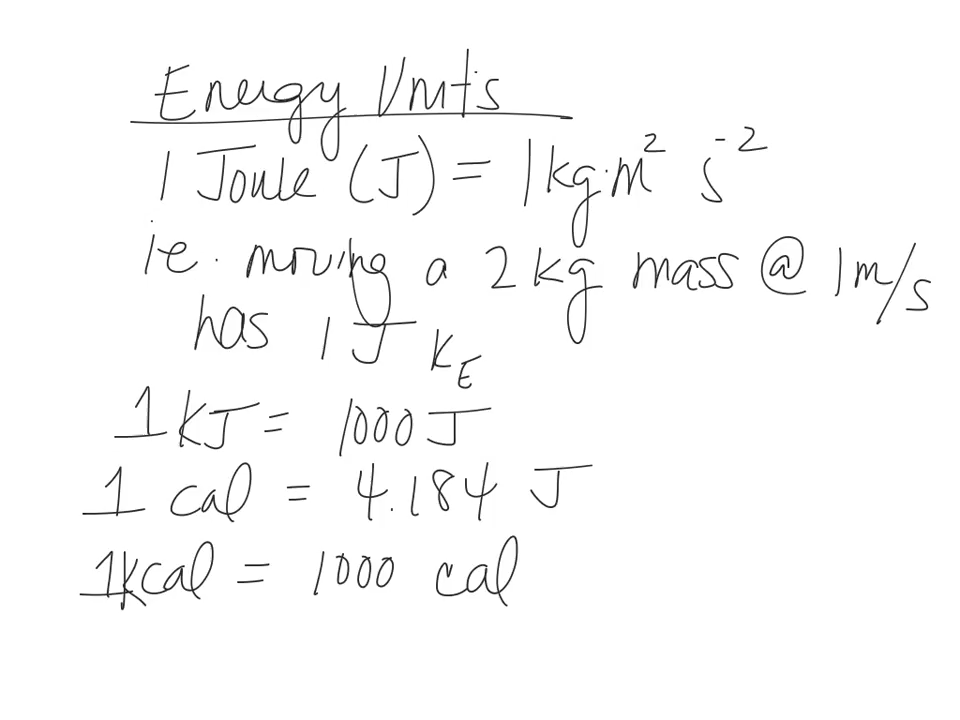 Energy Units
1 Joule (J) = 1 kg·m² s⁻²
ie. moving a 2 kg mass @ 1 m/s
has 1 J KE
1 kJ = 1000 J
1 cal = 4.184 J
1 kcal = 1000 cal